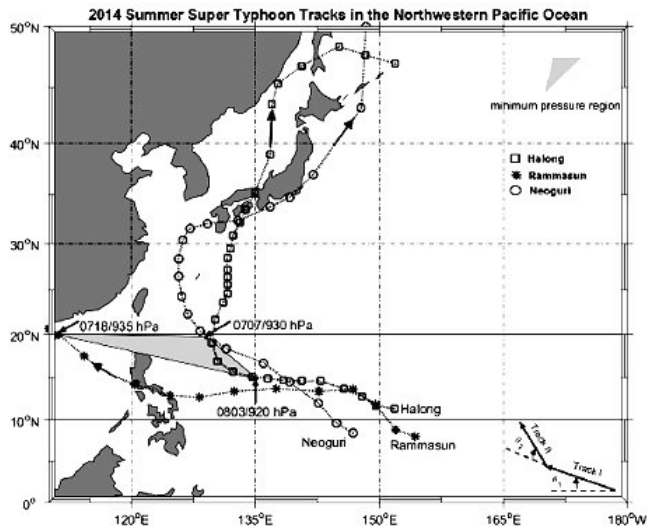 2014 Summer Super Typhoon Tracks in the Northwestern Pacific Ocean
50°N
minimum pressure region
40°N
Halong
Rammasun
Neoguri
30°N
0718/935 hPa
0707/930 hPa
20°N
0803/920 hPa
Halong
10°N
Neoguri
Rammasun
Track II
θ2
Track I
θ1
0°
120°E
135°E
150°E
165°E
180°W